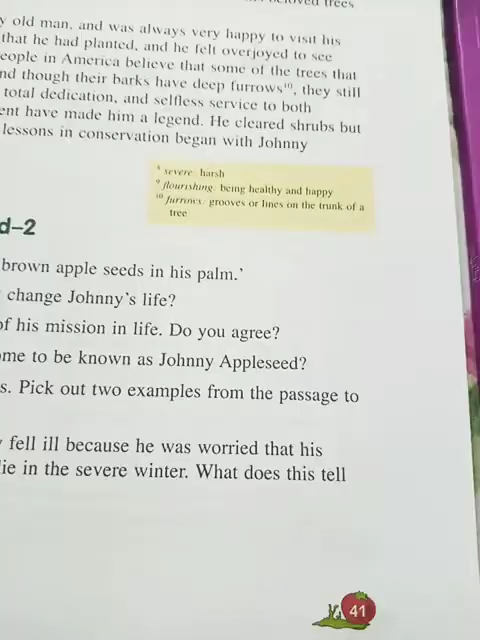 trees
y old man, and was always very happy to visit his
that he had planted, and he felt overjoyed to see
eople in America believe that some of the trees that
nd though their barks have deep furrows¹⁰, they still
total dedication, and selfless service to both
ent have made him a legend. He cleared shrubs but
lessons in conservation began with Johnny
⁸ severe harsh
⁹ flourishing being healthy and happy
¹⁰ furrows grooves or lines on the trunk of a
tree
d–2
brown apple seeds in his palm.’
change Johnny’s life?
of his mission in life. Do you agree?
ome to be known as Johnny Appleseed?
s. Pick out two examples from the passage to
fell ill because he was worried that his
lie in the severe winter. What does this tell
41